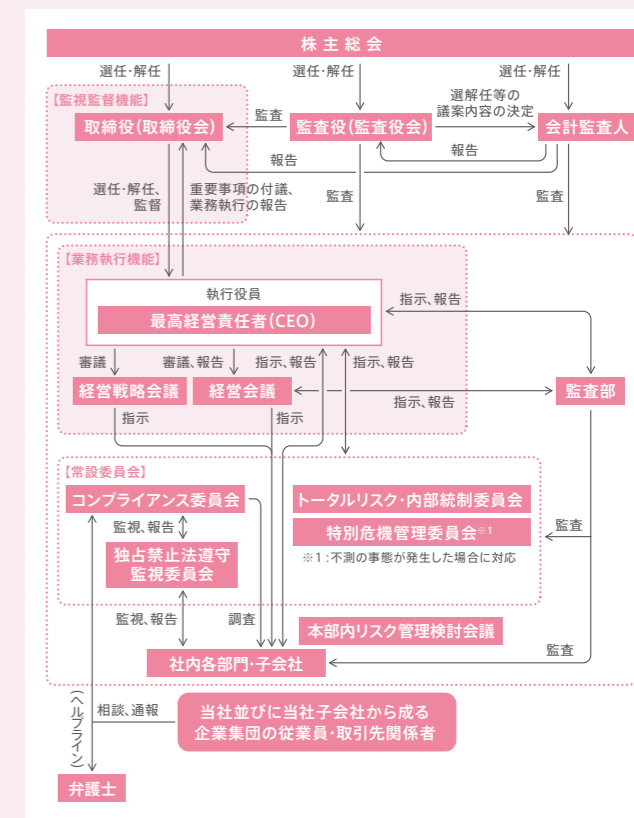 株主総会
選任・解任
選任・解任
選任・解任
【監視監督機能】
選解任等の
議案内容の決定
監査
取締役(取締役会)
監査役(監査役会)
会計監査人
報告
報告
選任・解任、
監督
重要事項の付議、
業務執行の報告
監査
監査
【業務執行機能】
執行役員
最高経営責任者(CEO)
指示、報告
審議
審議、報告
指示、報告
指示、報告
経営戦略会議
経営会議
監査部
指示、報告
指示
指示
【常設委員会】
コンプライアンス委員会
トータルリスク・内部統制委員会
監視、報告
特別危機管理委員会※1
監査
独占禁止法遵守
監視委員会
※1:不測の事態が発生した場合に対応
監視、報告
調査
本部内リスク管理検討会議
監査
社内各部門・子会社
(ヘルプライン)
相談、通報
当社並びに当社子会社から成る
企業集団の従業員・取引先関係者
弁護士